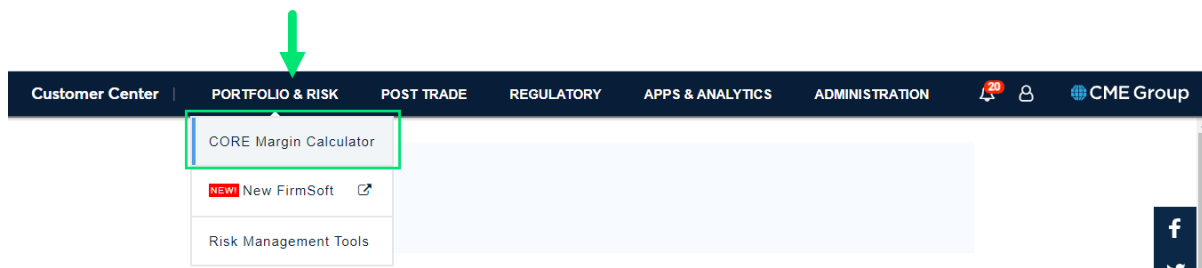 Customer Center | PORTFOLIO & RISK POST TRADE REGULATORY APPS & ANALYTICS ADMINISTRATION 20 CME Group
CORE Margin Calculator
NEW! New FirmSoft
Risk Management Tools
f